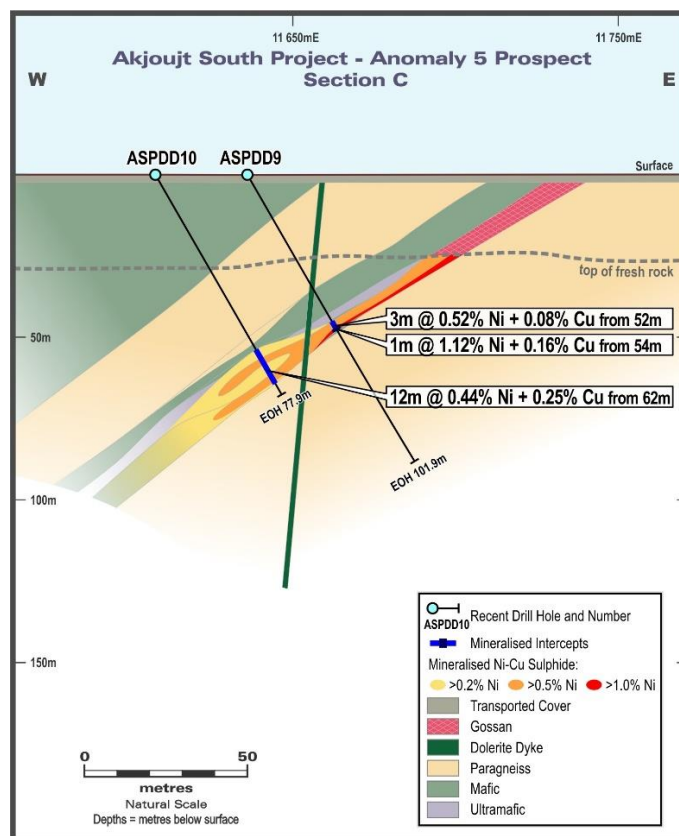 11 650mE
11 750mE
Akjoujt South Project - Anomaly 5 Prospect
Section C
W
E
ASPDD10
ASPDD9
Surface
top of fresh rock
50m
3m @ 0.52% Ni + 0.08% Cu from 52m
1m @ 1.12% Ni + 0.16% Cu from 54m
12m @ 0.44% Ni + 0.25% Cu from 62m
EOH 77.9m
EOH 101.9m
100m
150m
ASPDD10
Recent Drill Hole and Number
Mineralised Intercepts
Mineralised Ni-Cu Sulphide:
>0.2% Ni
>0.5% Ni
>1.0% Ni
Transported Cover
Gossan
Dolerite Dyke
Paragneiss
Mafic
Ultramafic
0
50
metres
Natural Scale
Depths = metres below surface